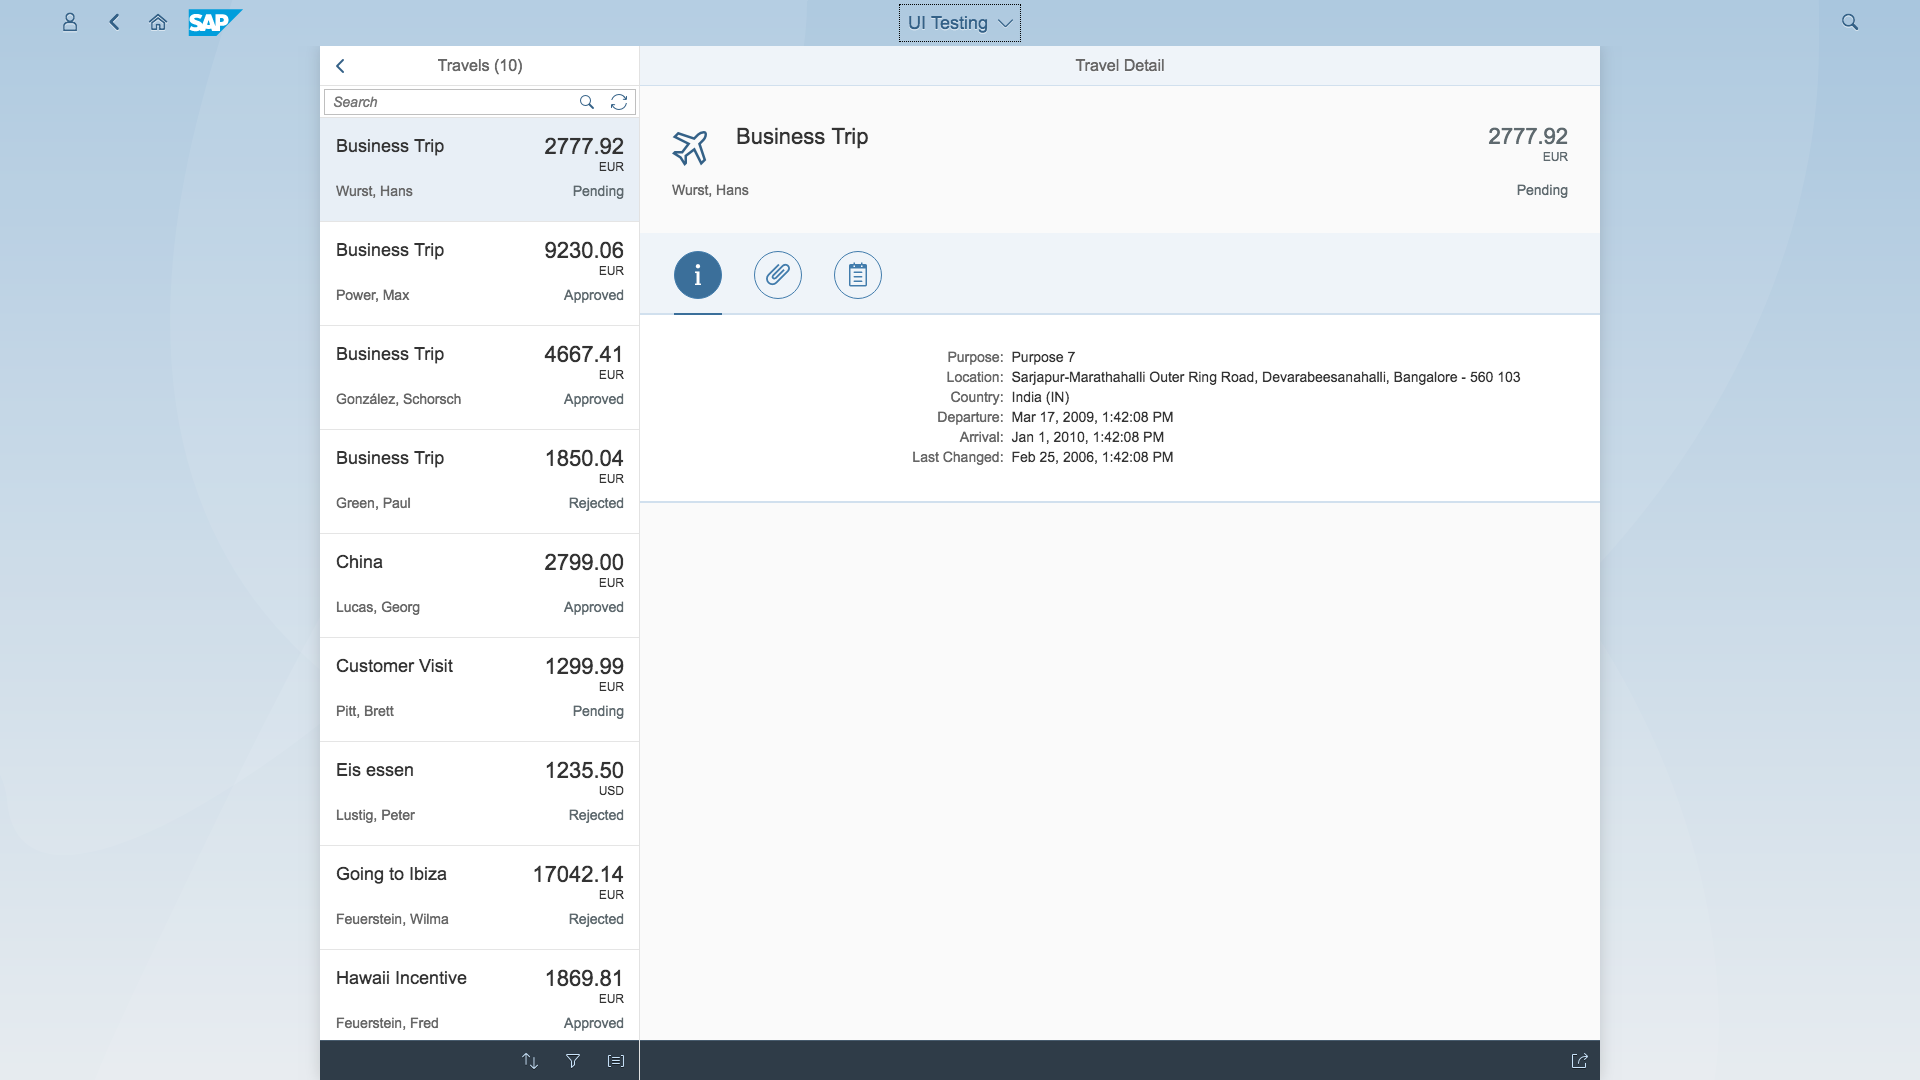 SAP
UI Testing
Travels (10)
Travel Detail
Search
Business Trip
2777.92
EUR
Wurst, Hans
Pending
Business Trip
9230.06
EUR
Power, Max
Approved
Business Trip
4667.41
EUR
González, Schorsch
Approved
Business Trip
1850.04
EUR
Green, Paul
Rejected
China
2799.00
EUR
Lucas, Georg
Approved
Customer Visit
1299.99
EUR
Pitt, Brett
Pending
Eis essen
1235.50
USD
Lustig, Peter
Rejected
Going to Ibiza
17042.14
EUR
Feuerstein, Wilma
Rejected
Hawaii Incentive
1869.81
EUR
Feuerstein, Fred
Approved
Business Trip
2777.92
EUR
Wurst, Hans
Pending
Purpose: Purpose 7
Location: Sarjapur-Marathahalli Outer Ring Road, Devarabeesanahalli, Bangalore - 560 103
Country: India (IN)
Departure: Mar 17, 2009, 1:42:08 PM
Arrival: Jan 1, 2010, 1:42:08 PM
Last Changed: Feb 25, 2006, 1:42:08 PM